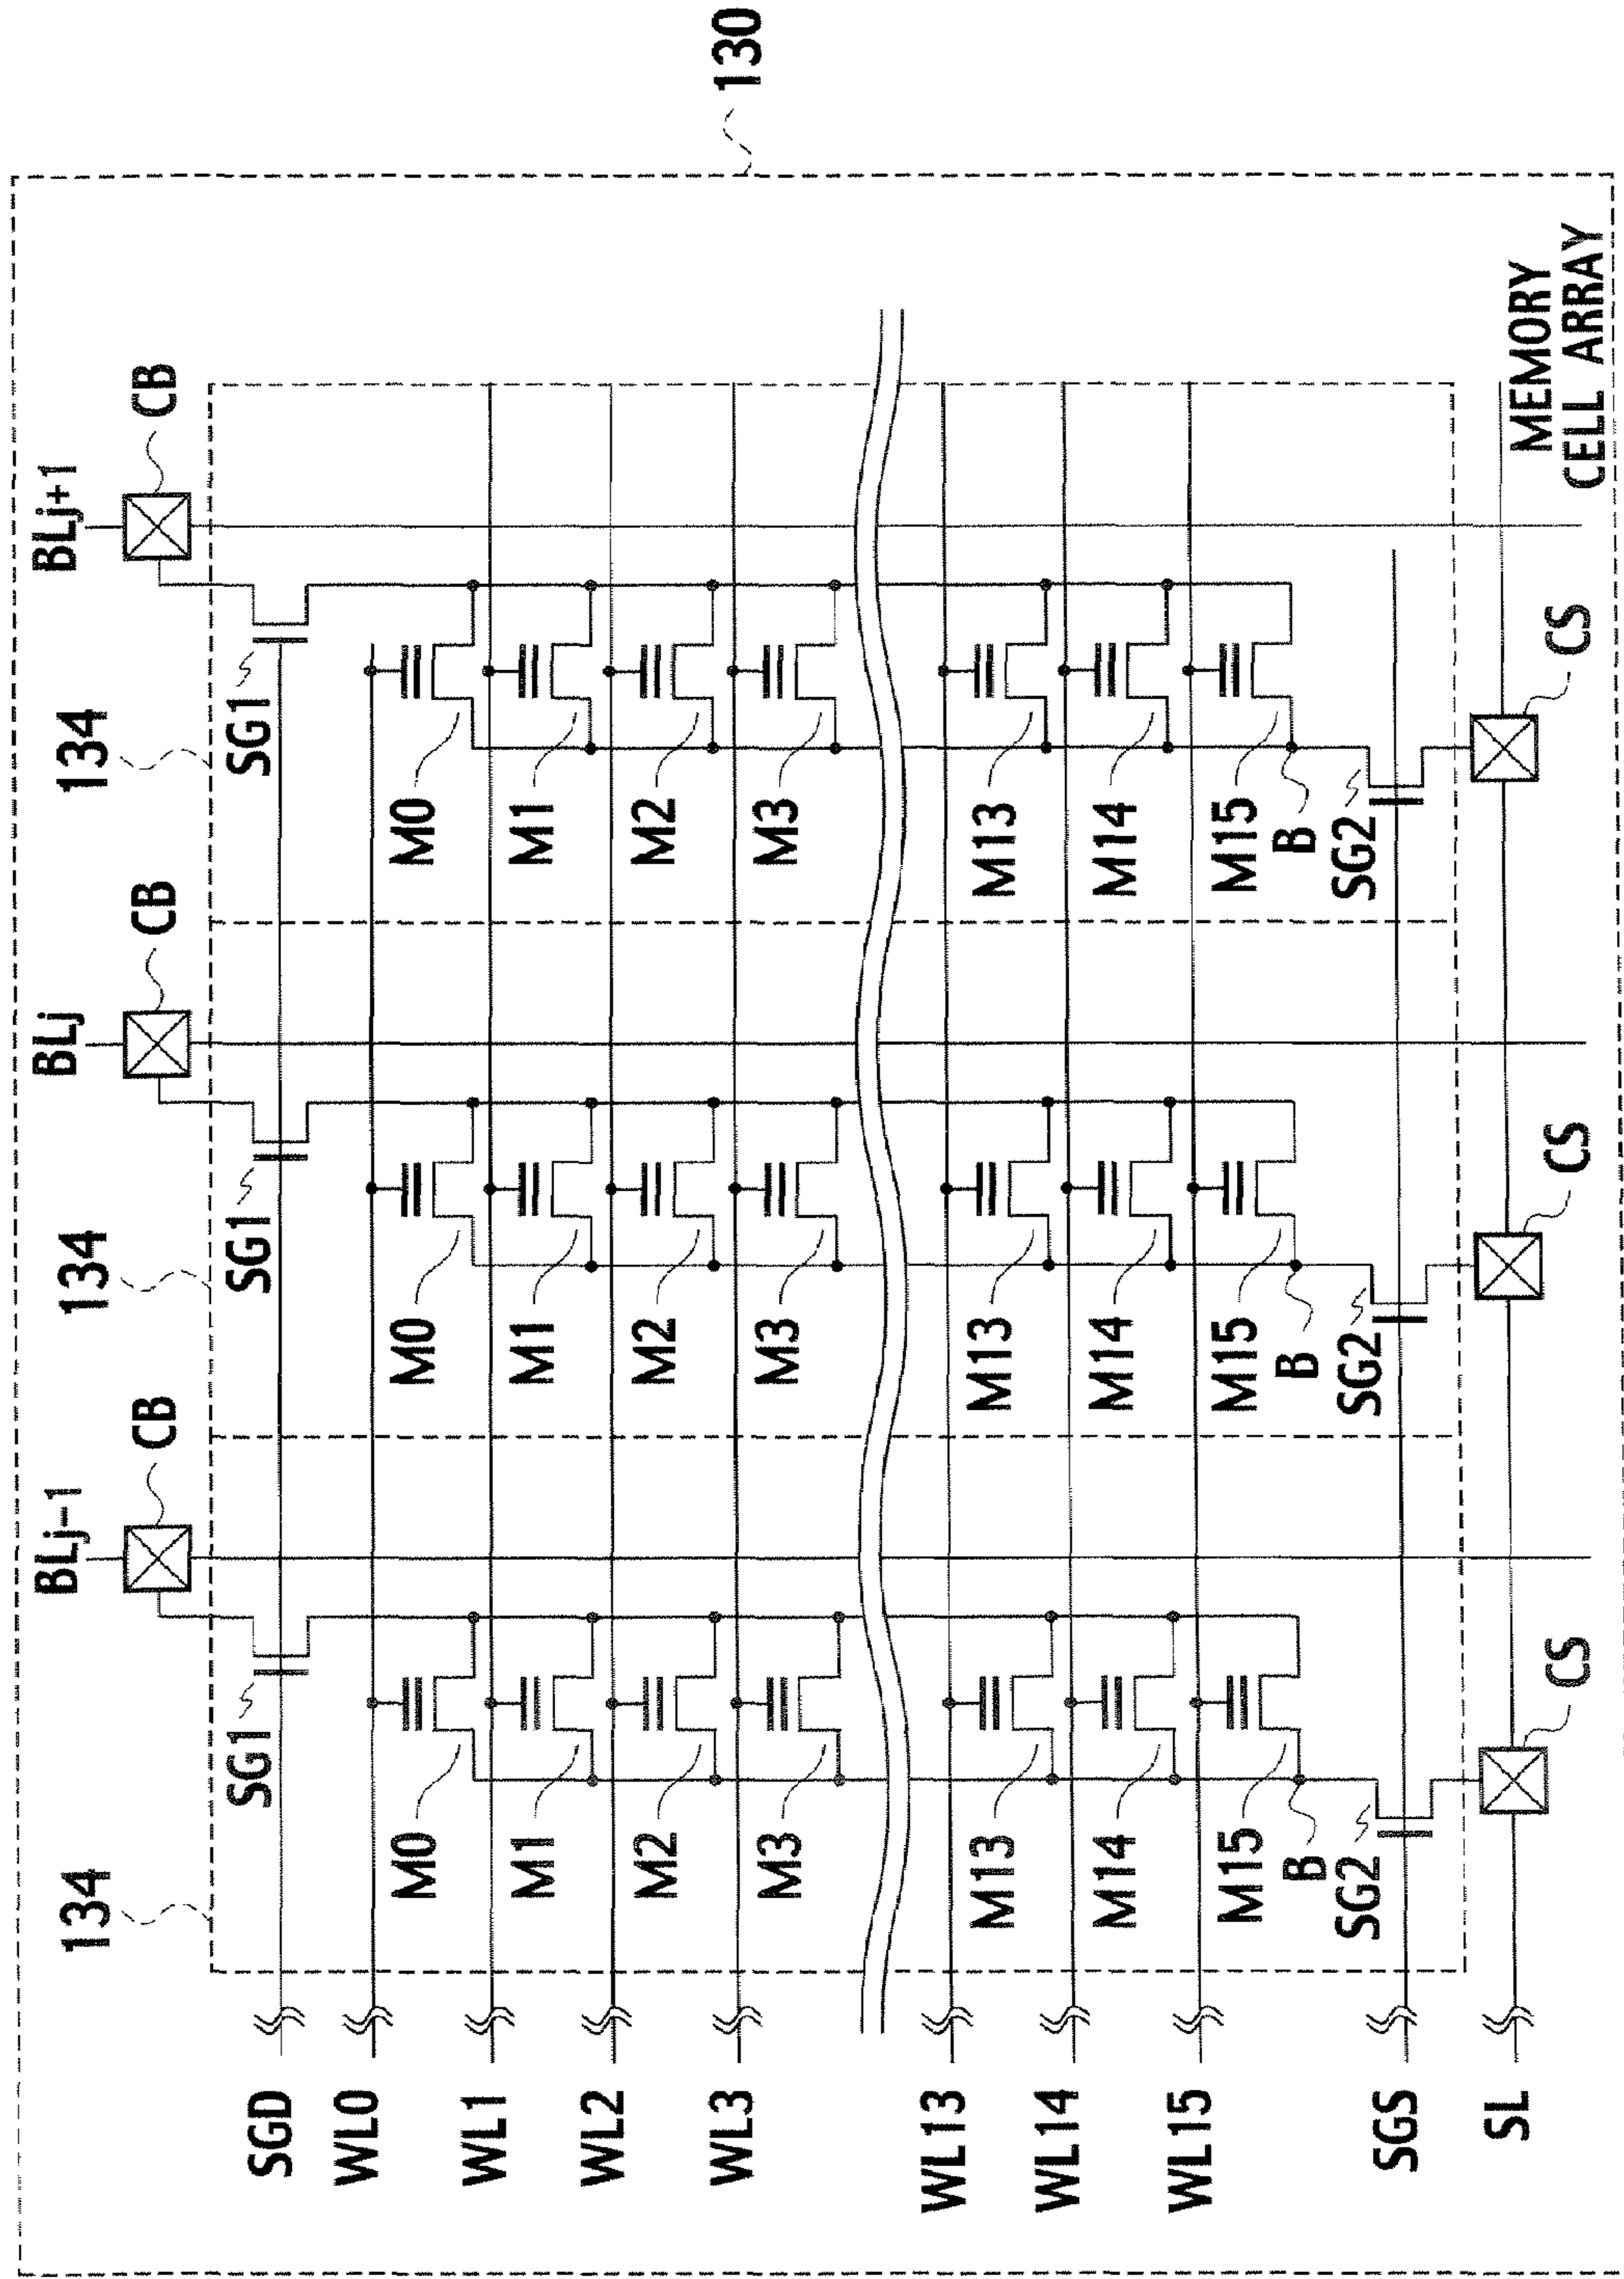 130
BLj-1
BLj
BLj+1
CB
CB
CB
134
134
134
SGD
SG1
SG1
SG1
WL0
M0
M0
M0
WL1
M1
M1
M1
WL2
M2
M2
M2
WL3
M3
M3
M3
WL13
M13
M13
M13
WL14
M14
M14
M14
WL15
M15
M15
M15
B
B
B
SGS
SG2
SG2
SG2
SL
CS
CS
CS
MEMORY
CELL ARRAY